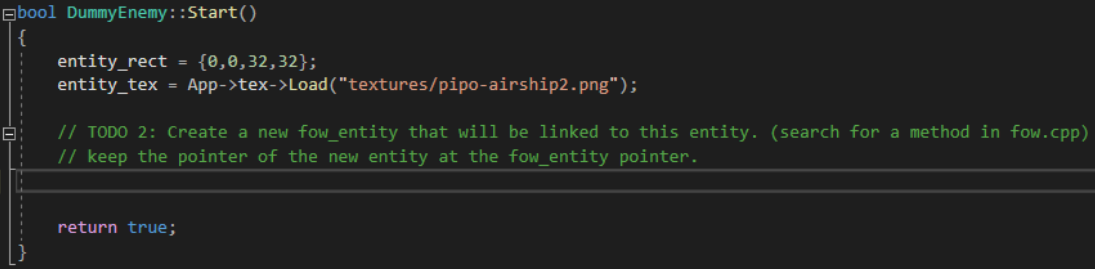 bool DummyEnemy::Start()
{
entity_rect = {0,0,32,32};
entity_tex = App->tex->Load("textures/pipo-airship2.png");
// TODO 2: Create a new fow_entity that will be linked to this entity. (search for a method in fow.cpp)
// keep the pointer of the new entity at the fow_entity pointer.
return true;
}